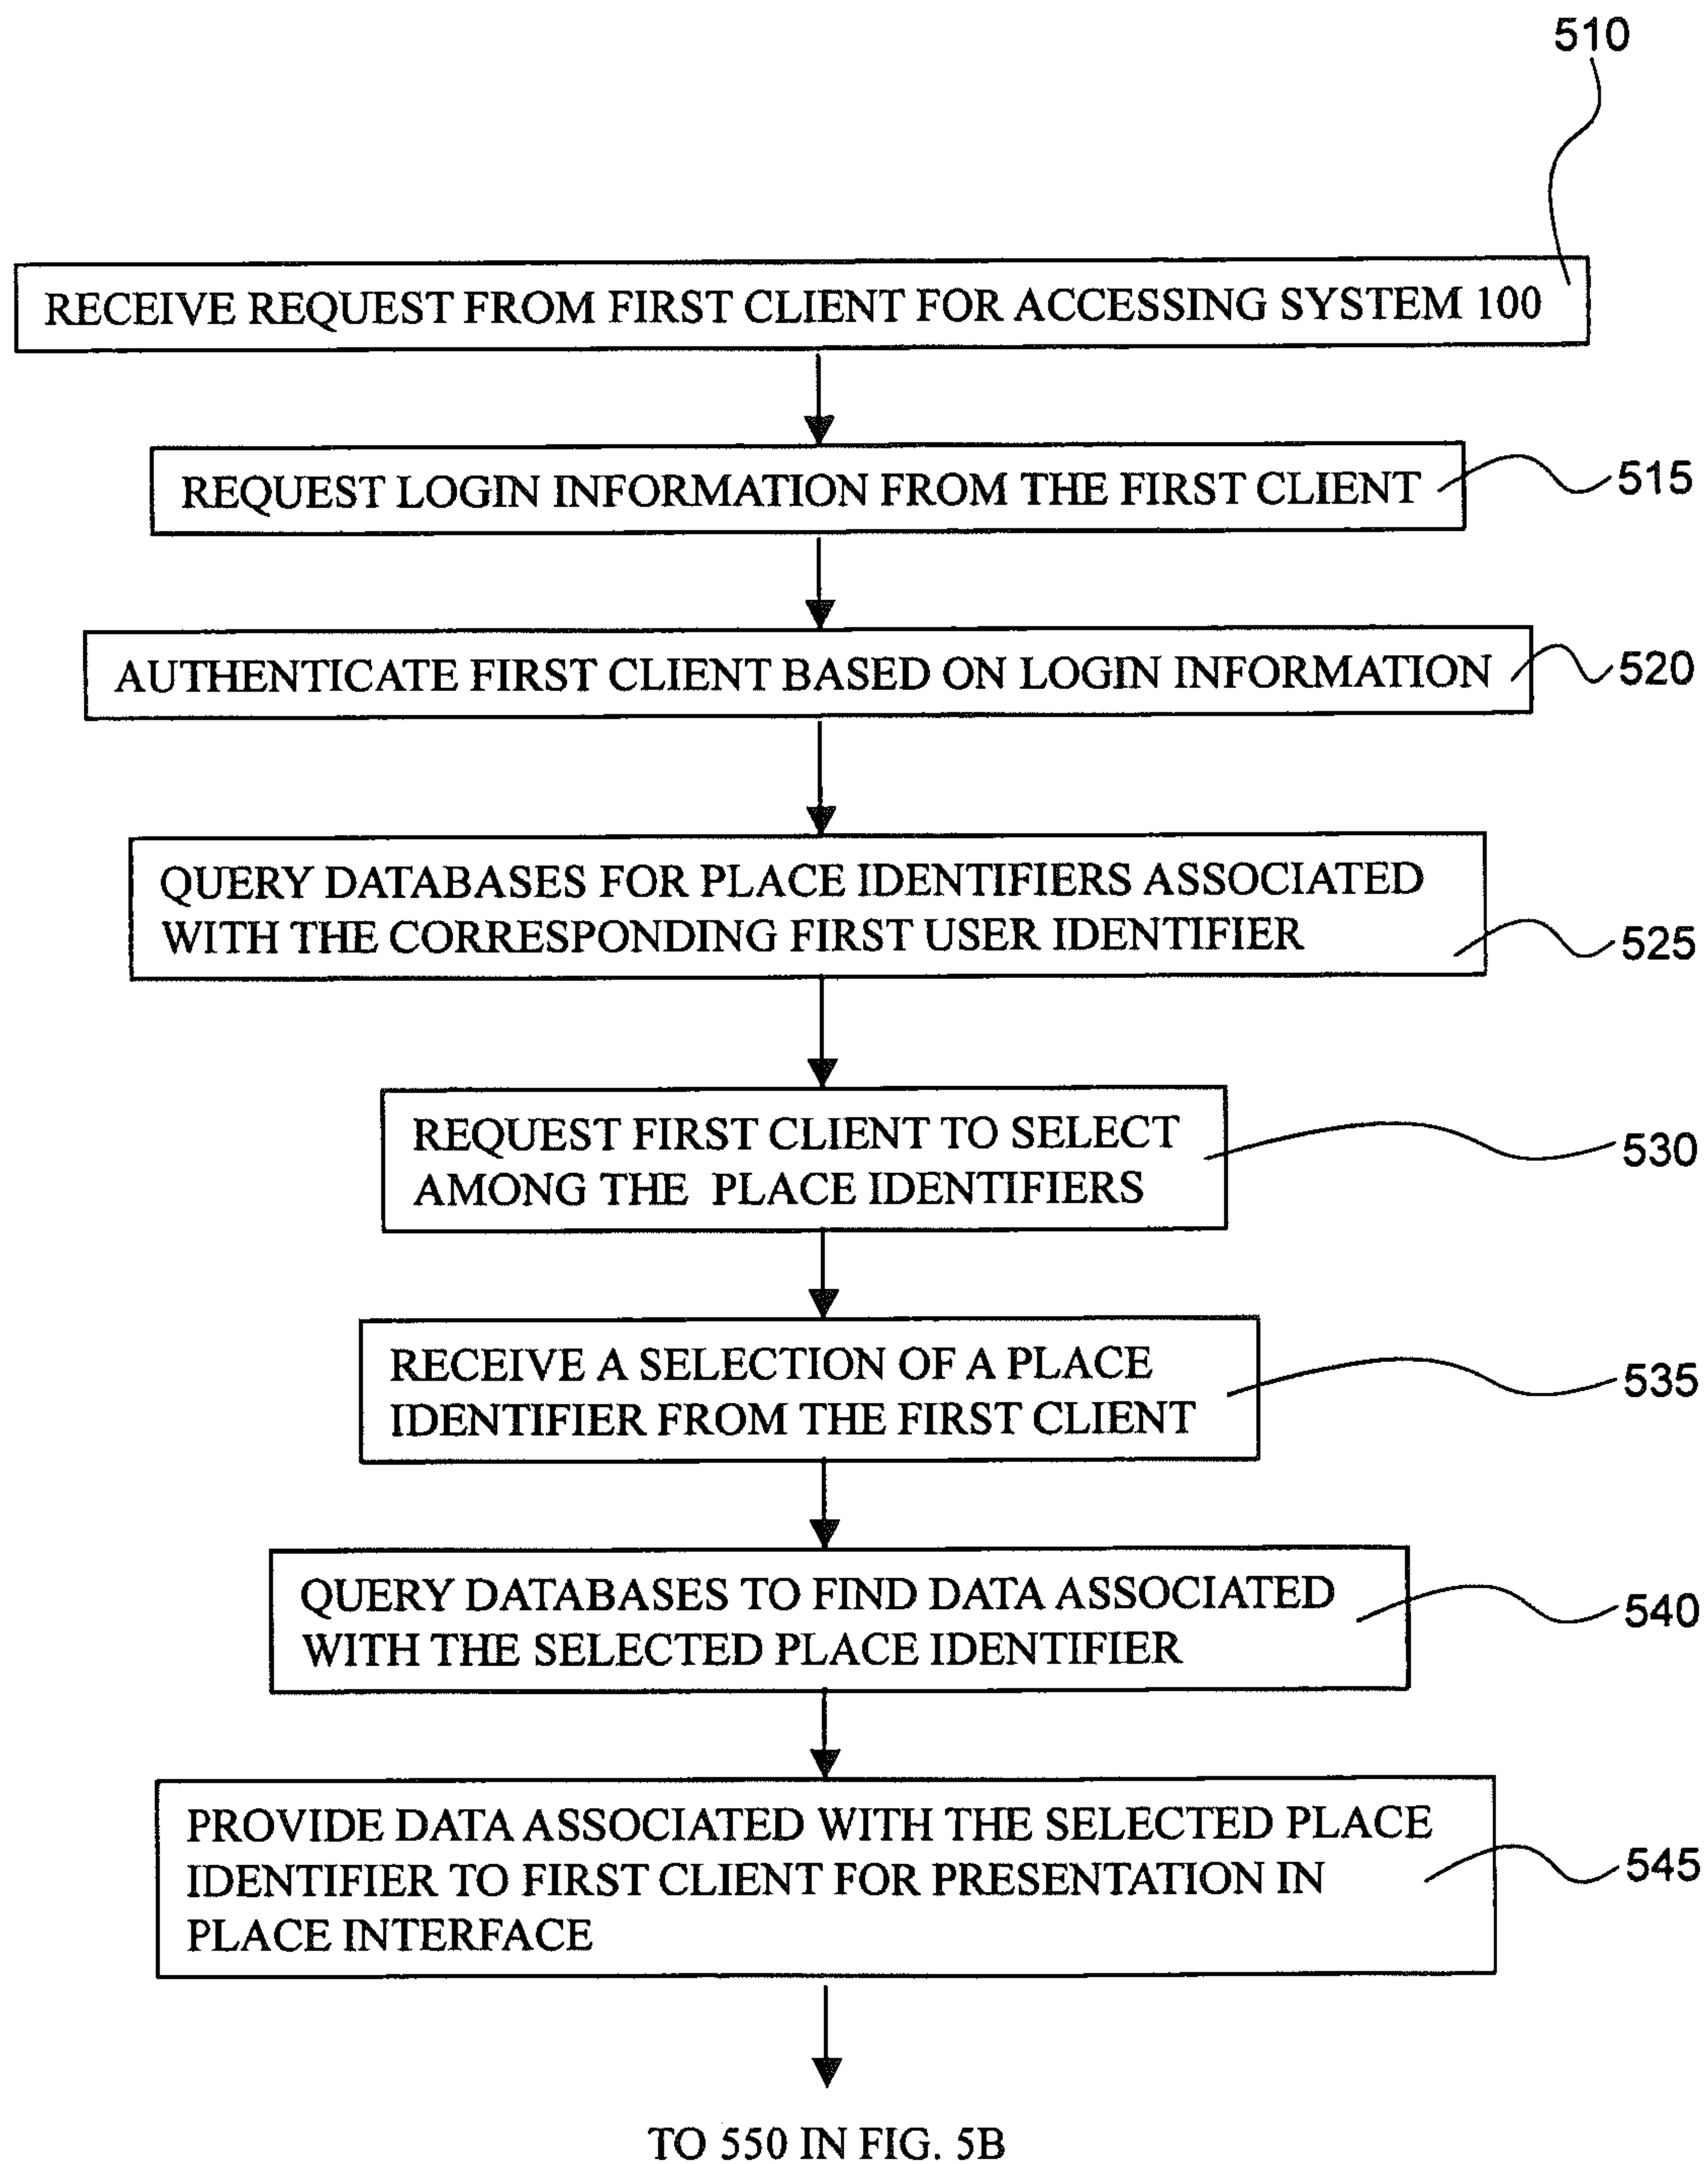 510
RECEIVE REQUEST FROM FIRST CLIENT FOR ACCESSING SYSTEM 100
REQUEST LOGIN INFORMATION FROM THE FIRST CLIENT
515
AUTHENTICATE FIRST CLIENT BASED ON LOGIN INFORMATION
520
QUERY DATABASES FOR PLACE IDENTIFIERS ASSOCIATED
WITH THE CORRESPONDING FIRST USER IDENTIFIER
525
REQUEST FIRST CLIENT TO SELECT
AMONG THE PLACE IDENTIFIERS
530
RECEIVE A SELECTION OF A PLACE
IDENTIFIER FROM THE FIRST CLIENT
535
QUERY DATABASES TO FIND DATA ASSOCIATED
WITH THE SELECTED PLACE IDENTIFIER
540
PROVIDE DATA ASSOCIATED WITH THE SELECTED PLACE
IDENTIFIER TO FIRST CLIENT FOR PRESENTATION IN
PLACE INTERFACE
545
TO 550 IN FIG. 5B